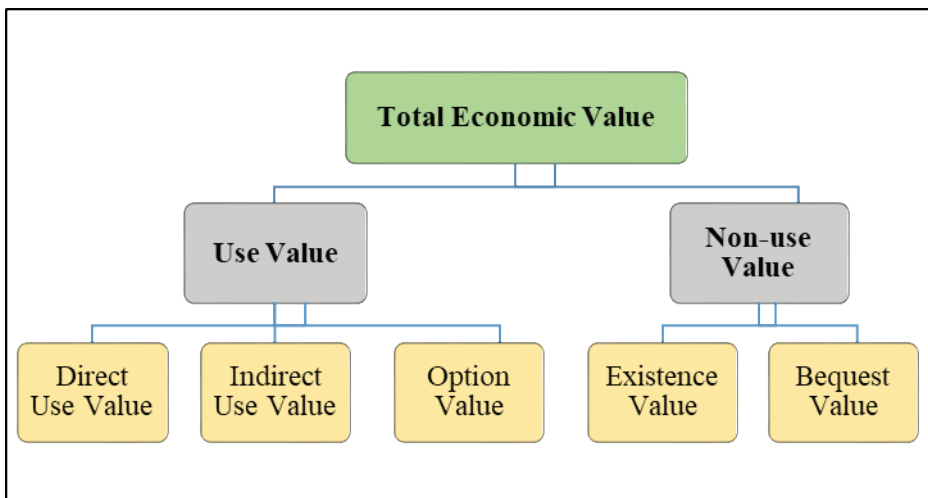 Total Economic Value
Use Value
Non-use
Value
Direct
Use Value
Indirect
Use Value
Option
Value
Existence
Value
Bequest
Value